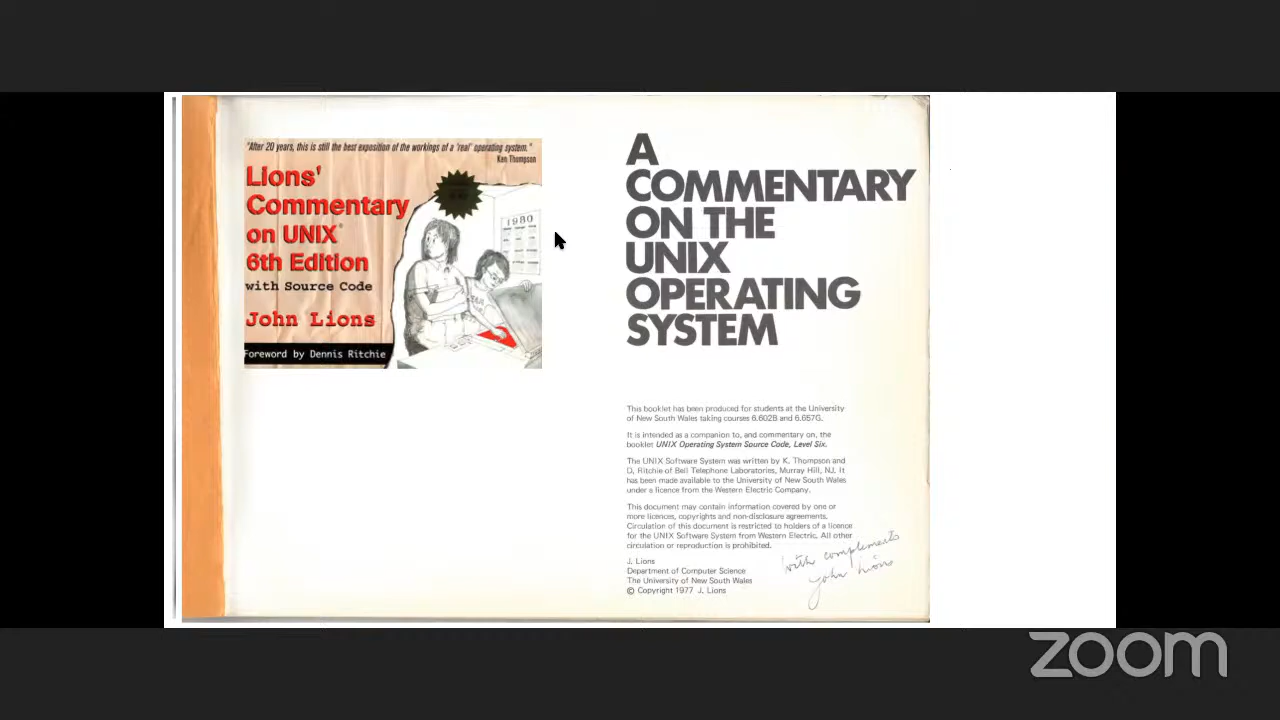 "After 20 years, this is still the best exposition of the workings of a 'real' operating system."
Ken Thompson
Lions'
Commentary
on UNIX®
6th Edition
with Source Code
John Lions
Foreword by Dennis Ritchie
1980
A
COMMENTARY
ON THE
UNIX
OPERATING
SYSTEM
This booklet has been produced for students at the University
of New South Wales taking courses 6.602B and 6.657G.
It is intended as a companion to, and commentary on, the
booklet UNIX Operating System Source Code, Level Six.
The UNIX Software System was written by K. Thompson and
D. Ritchie of Bell Telephone Laboratories, Murray Hill, NJ. It
has been made available to the University of New South Wales
under a licence from the Western Electric Company.
This document may contain information covered by one or
more licences, copyrights and non-disclosure agreements.
Circulation of this document is restricted to holders of a licence
for the UNIX Software System from Western Electric. All other
circulation or reproduction is prohibited.
J. Lions
Department of Computer Science
The University of New South Wales
© Copyright 1977 J. Lions
With complements
John Lions
zoom